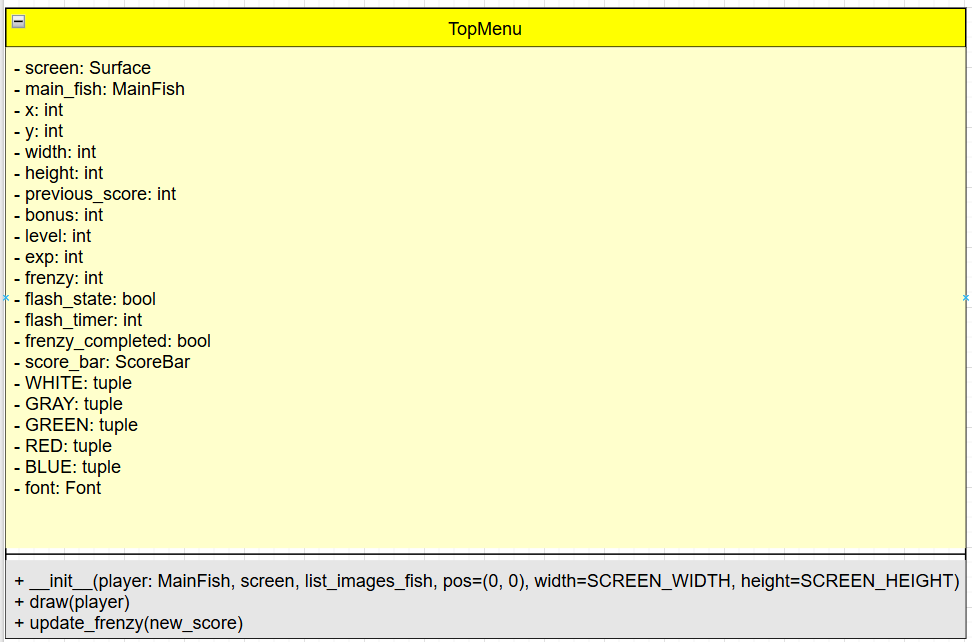 TopMenu
- screen: Surface
- main_fish: MainFish
- x: int
- y: int
- width: int
- height: int
- previous_score: int
- bonus: int
- level: int
- exp: int
- frenzy: int
- flash_state: bool
- flash_timer: int
- frenzy_completed: bool
- score_bar: ScoreBar
- WHITE: tuple
- GRAY: tuple
- GREEN: tuple
- RED: tuple
- BLUE: tuple
- font: Font
+ __init__(player: MainFish, screen, list_images_fish, pos=(0, 0), width=SCREEN_WIDTH, height=SCREEN_HEIGHT)
+ draw(player)
+ update_frenzy(new_score)